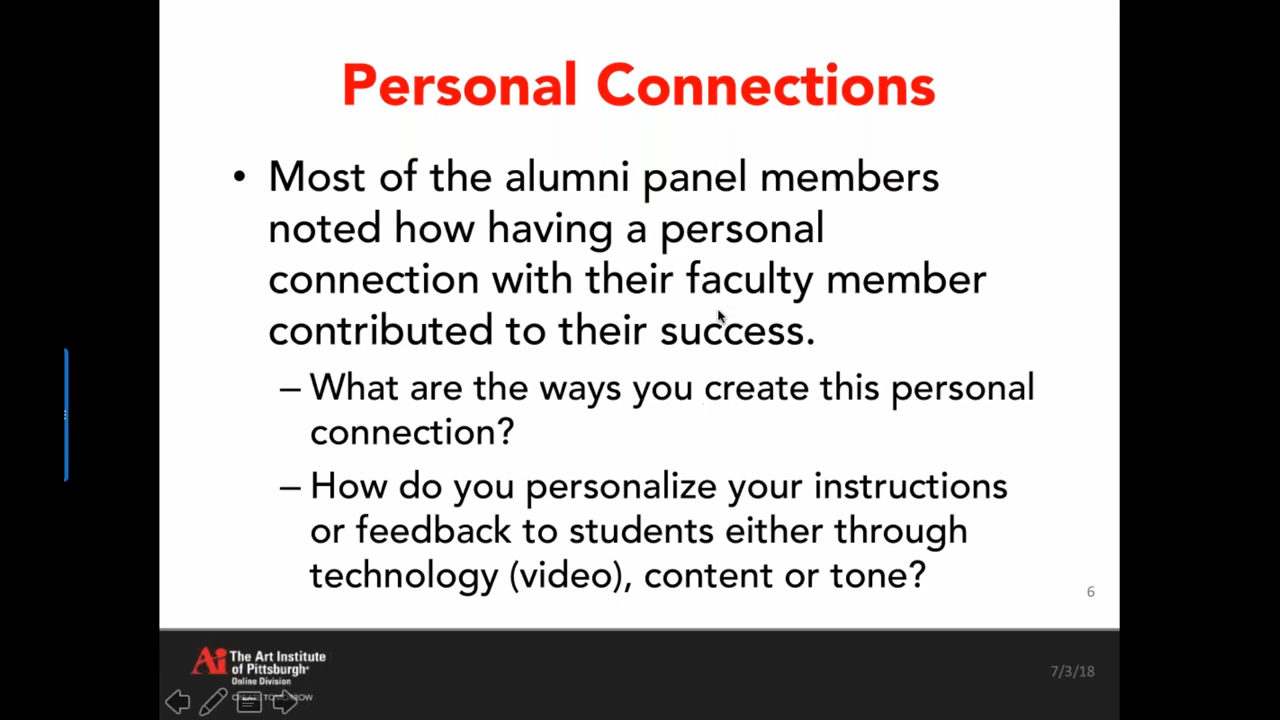 Personal Connections
• Most of the alumni panel members
noted how having a personal
connection with their faculty member
contributed to their success.
– What are the ways you create this personal
connection?
– How do you personalize your instructions
or feedback to students either through
technology (video), content or tone?
6
Ai The Art Institute
of Pittsburgh
Online Division
7/3/18